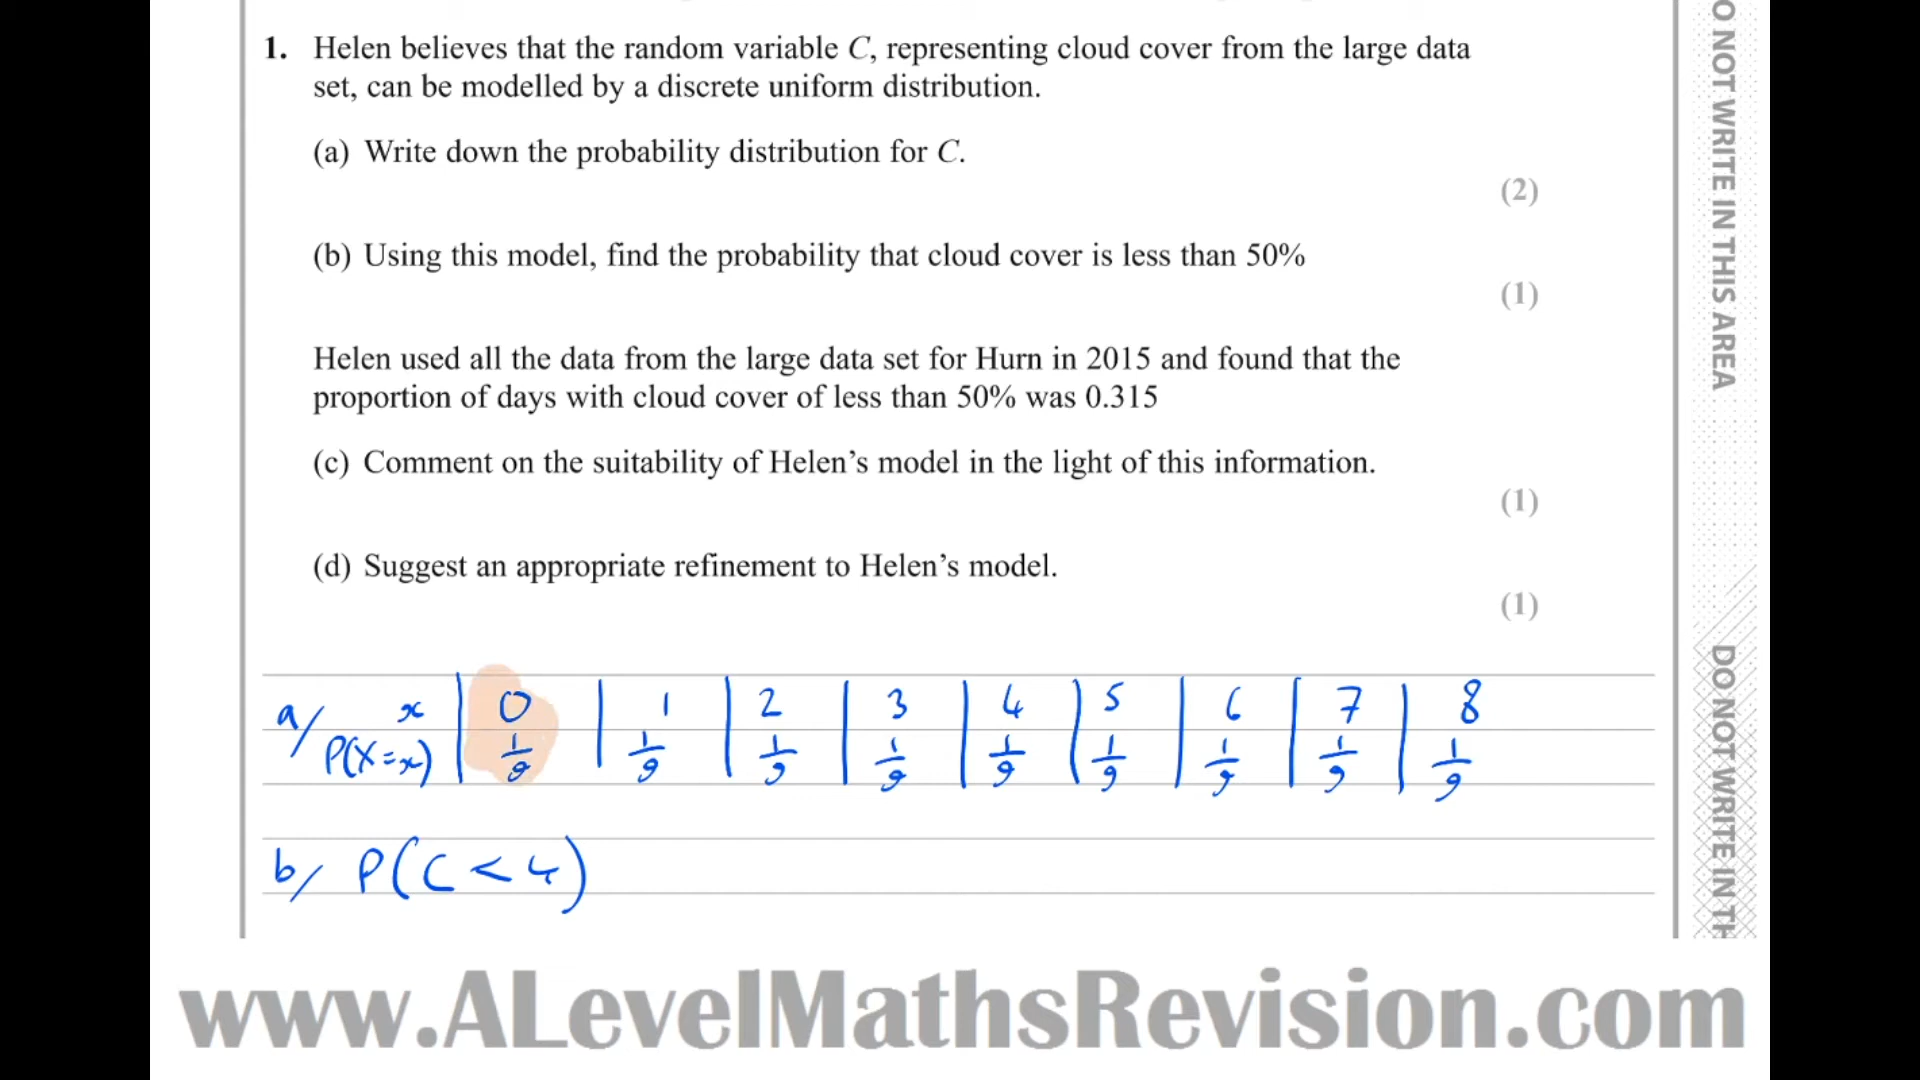 1. Helen believes that the random variable C, representing cloud cover from the large data
set, can be modelled by a discrete uniform distribution.
(a) Write down the probability distribution for C.
(2)
(b) Using this model, find the probability that cloud cover is less than 50%
(1)
Helen used all the data from the large data set for Hurn in 2015 and found that the
proportion of days with cloud cover of less than 50% was 0.315
(c) Comment on the suitability of Helen's model in the light of this information.
(1)
(d) Suggest an appropriate refinement to Helen's model.
(1)
a/ x | 0 | 1 | 2 | 3 | 4 | 5 | 6 | 7 | 8
P(X=x) | 1/9 | 1/9 | 1/9 | 1/9 | 1/9 | 1/9 | 1/9 | 1/9 | 1/9
b/ P(C<4)
www.ALevelMathsRevision.com
O NOT WRITE IN THIS AREA
DO NOT WRITE IN TH